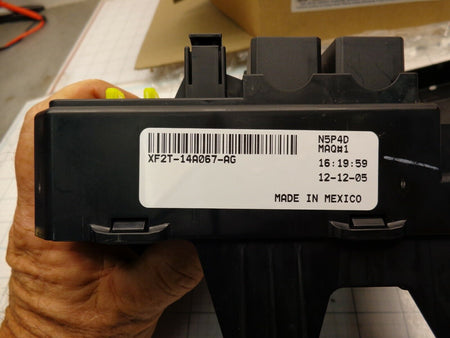 N5P4D
MAQ#1
XF2T-14A067-AG
16:19:59
12-12-05
MADE IN MEXICO